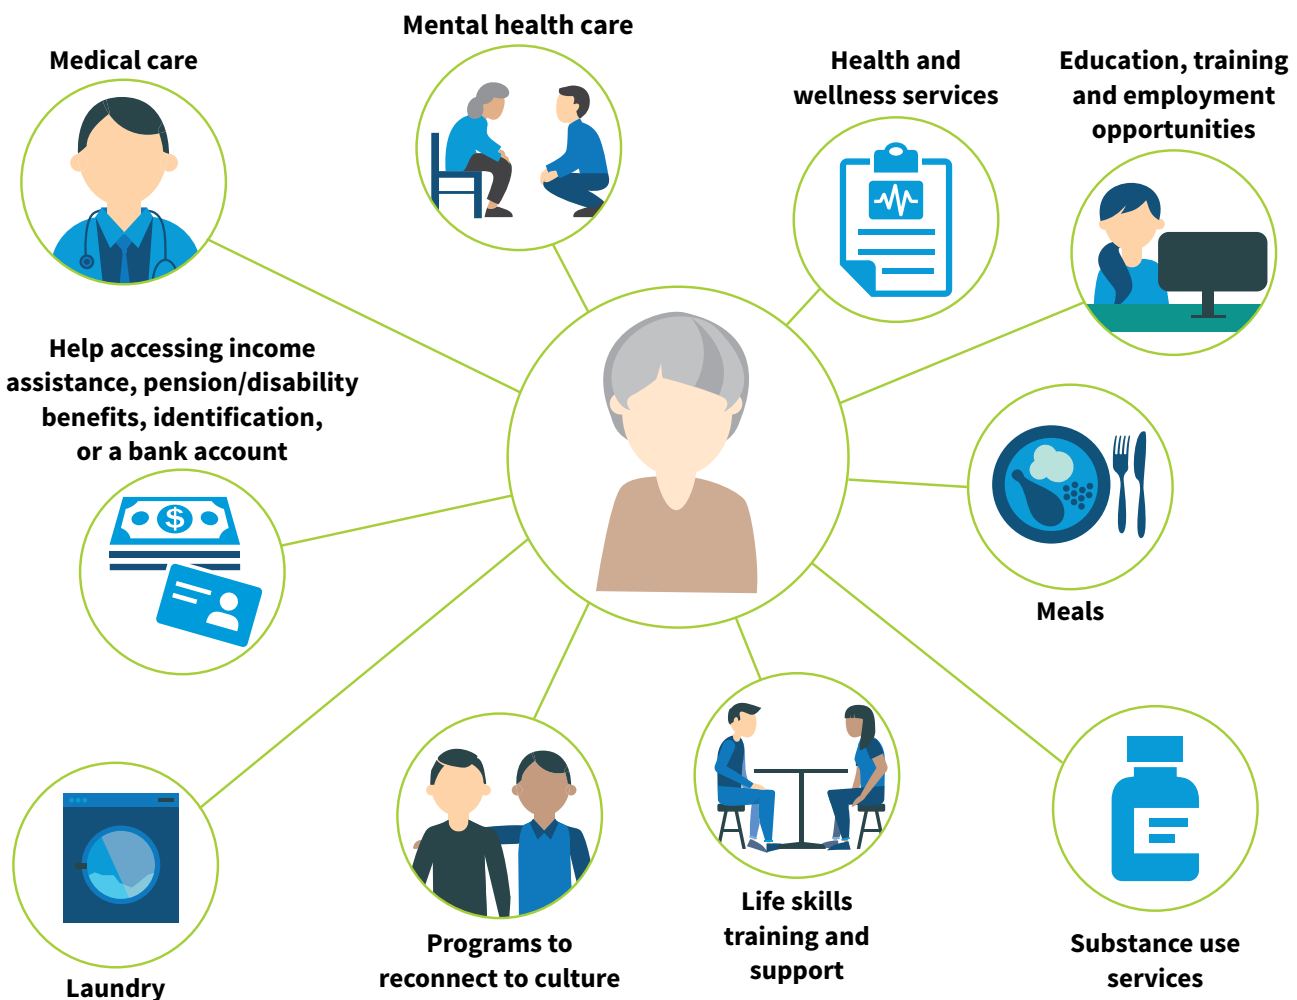 Mental health care
Medical care
Health and
wellness services
Education, training
and employment
opportunities
Help accessing income
assistance, pension/disability
benefits, identification,
or a bank account
$
Meals
Laundry
Programs to
reconnect to culture
Life skills
training and
support
Substance use
services